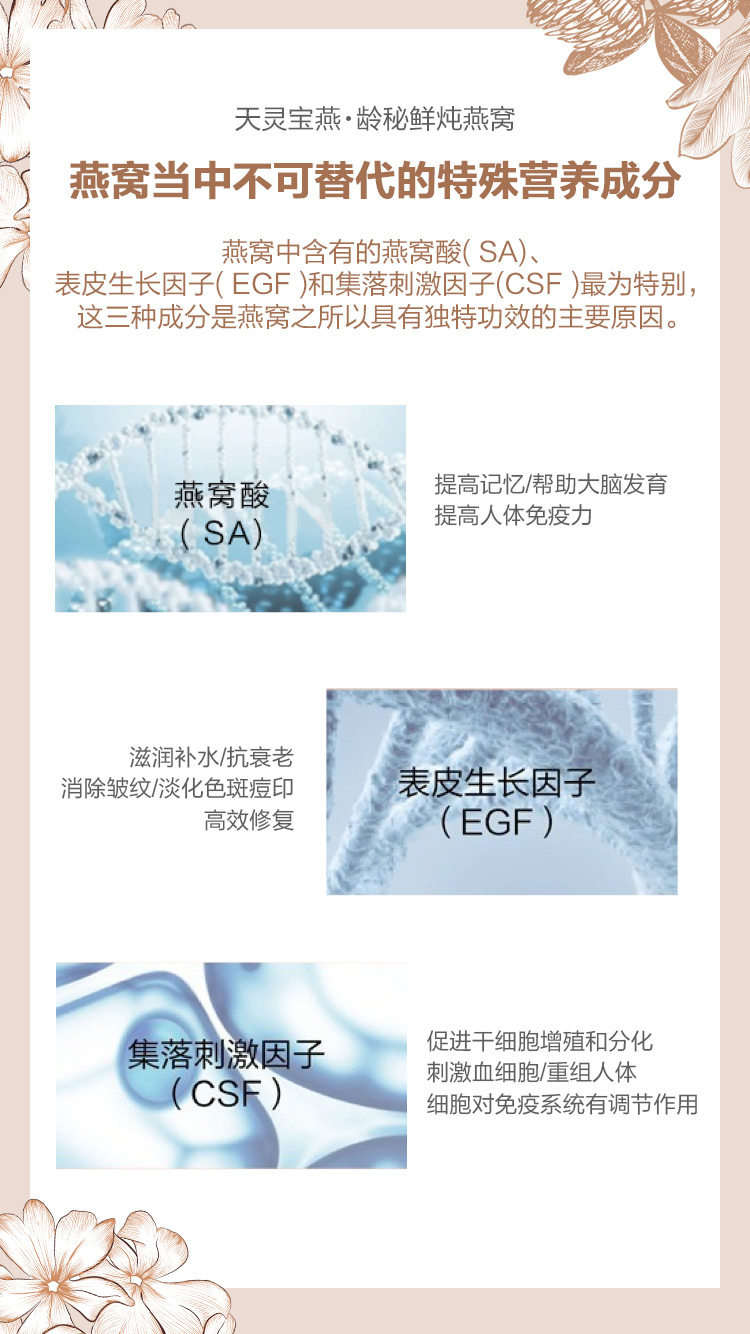 天灵宝燕·龄秘鲜炖燕窝
燕窝当中不可替代的特殊营养成分
燕窝中含有的燕窝酸( SA)、
表皮生长因子( EGF )和集落刺激因子(CSF )最为特别，
这三种成分是燕窝之所以具有独特功效的主要原因。
燕窝酸
( SA)
提高记忆/帮助大脑发育
提高人体免疫力
滋润补水/抗衰老
消除皱纹/淡化色斑痘印
高效修复
表皮生长因子
( EGF )
集落刺激因子
( CSF )
促进干细胞增殖和分化
刺激血细胞/重组人体
细胞对免疫系统有调节作用